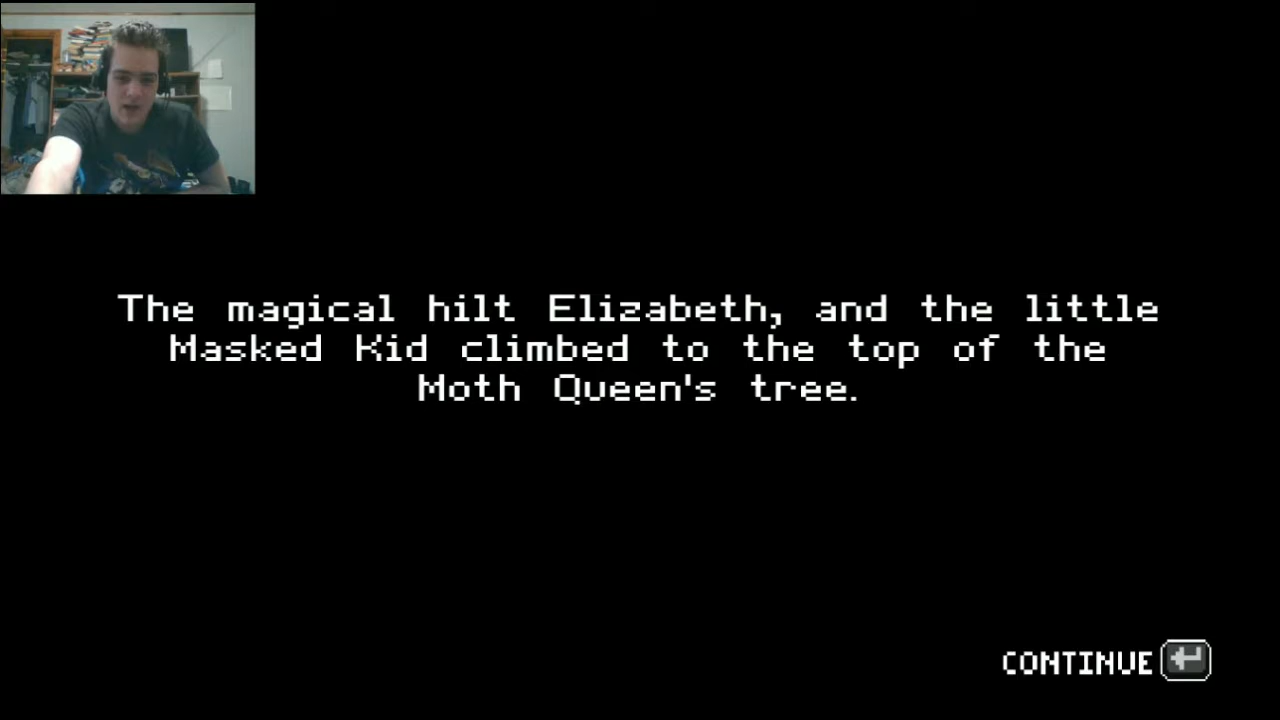 The magical hilt Elizabeth, and the little
Masked Kid climbed to the top of the
Moth Queen's tree.
CONTINUE